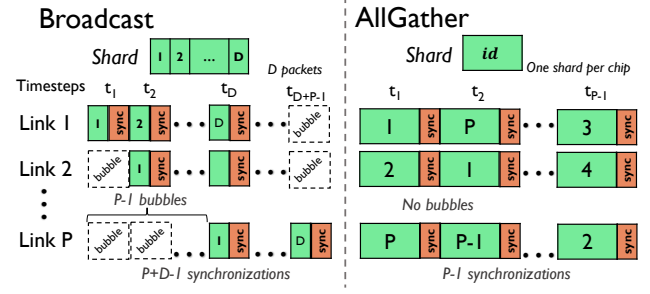 Broadcast
Shard 1 2 ... D
D packets
Timesteps t1 t2 tD tD+P-1
Link 1 1 sync 2 sync ••• D sync ••• bubble
Link 2 bubble 1 sync ••• sync ••• bubble
P-1 bubbles
Link P bubble bubble ••• 1 sync ••• D sync
P+D-1 synchronizations
AllGather
Shard id
One shard per chip
t1 t2 tP-1
1 sync P sync ••• 3 sync
2 sync 1 sync ••• 4 sync
No bubbles
P sync P-1 sync ••• 2 sync
P-1 synchronizations